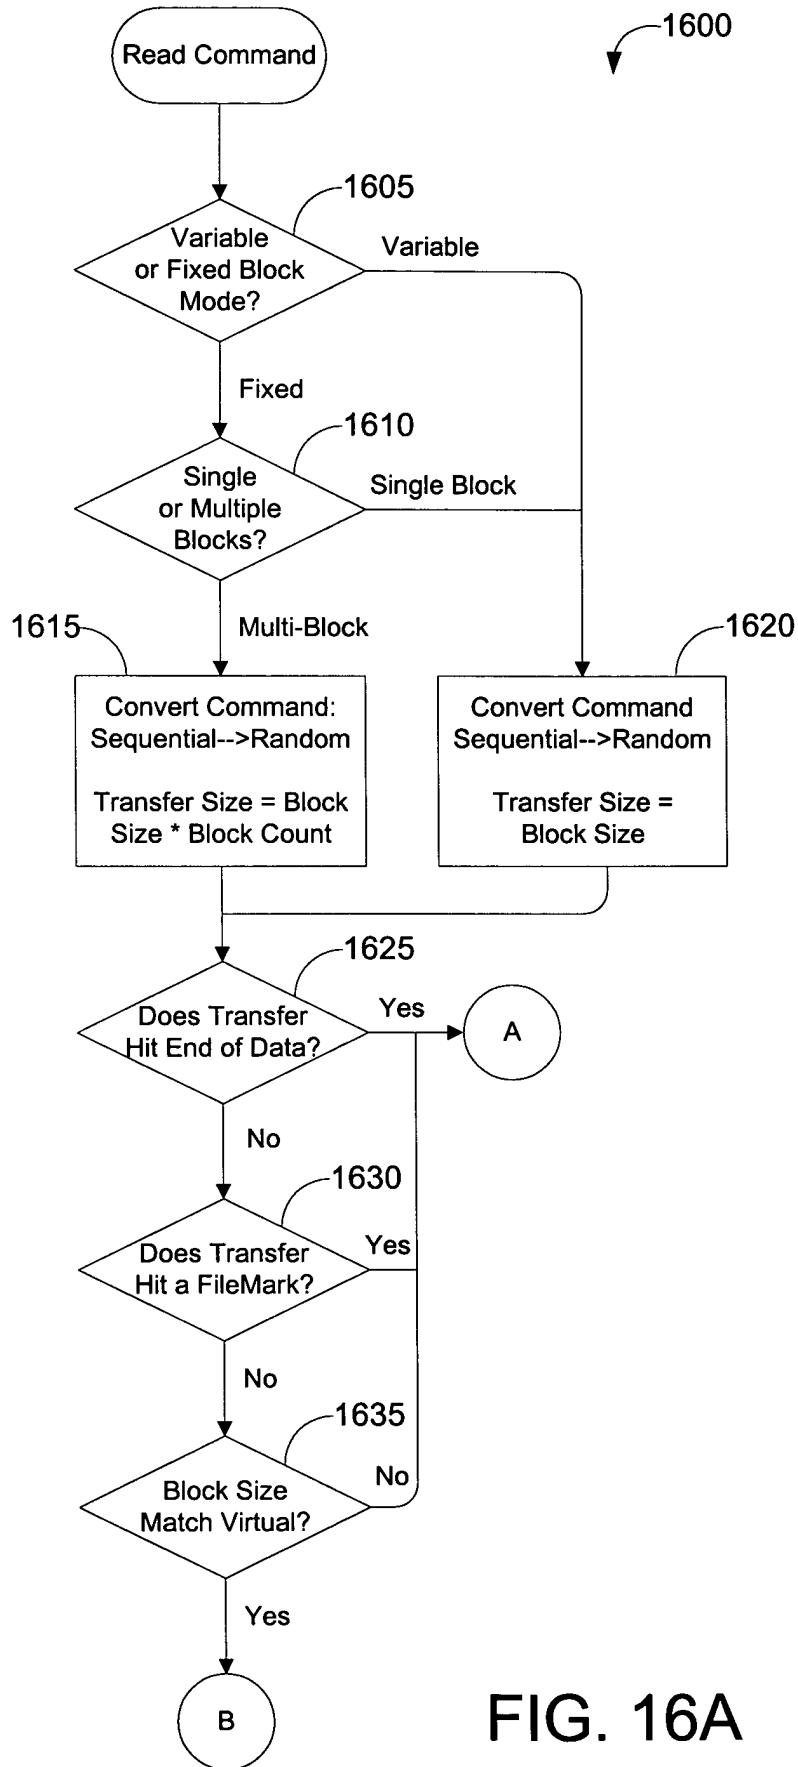 Read Command
1600
1605
Variable
or Fixed Block
Mode?
Variable
Fixed
1610
Single
or Multiple
Blocks?
Single Block
Multi-Block
1615
Convert Command:
Sequential-->Random
Transfer Size = Block
Size * Block Count
1620
Convert Command
Sequential-->Random
Transfer Size =
Block Size
1625
Does Transfer
Hit End of Data?
Yes
A
No
1630
Does Transfer
Hit a FileMark?
Yes
No
1635
Block Size
Match Virtual?
No
Yes
B
FIG. 16A